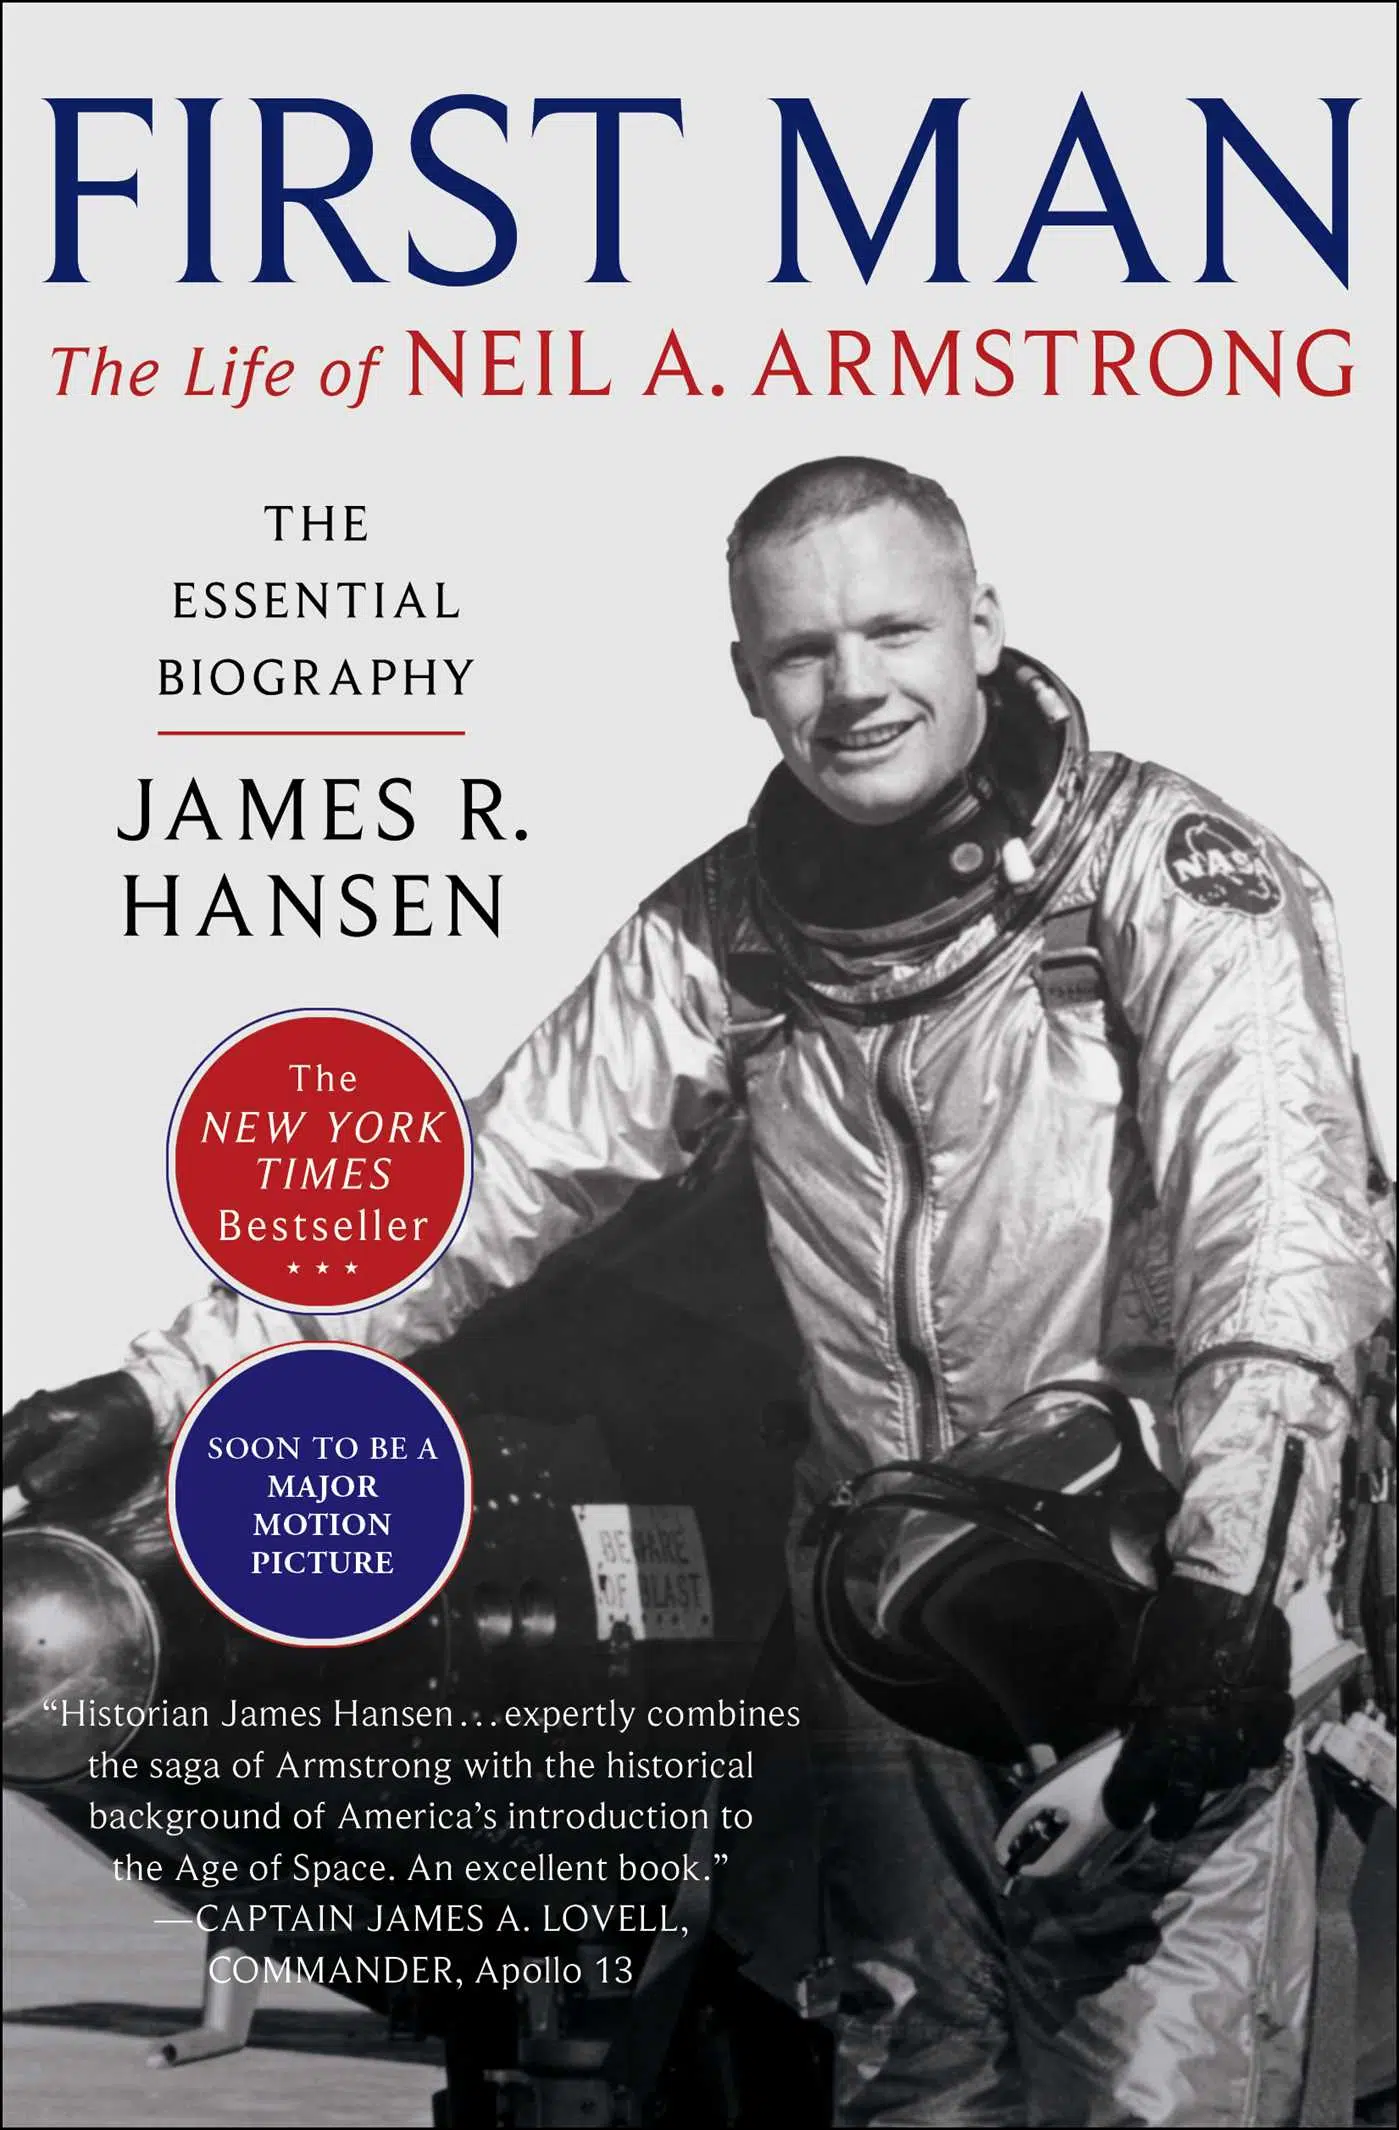 FIRST MAN
The Life of NEIL A. ARMSTRONG
THE
ESSENTIAL
BIOGRAPHY
JAMES R.
HANSEN
NASA
The
NEW YORK
TIMES
Bestseller
SOON TO BE A
MAJOR
MOTION
PICTURE
BEWARE
OF BLAST
“Historian James Hansen...expertly combines
the saga of Armstrong with the historical
background of America’s introduction to
the Age of Space. An excellent book.”
—CAPTAIN JAMES A. LOVELL,
COMMANDER, Apollo 13